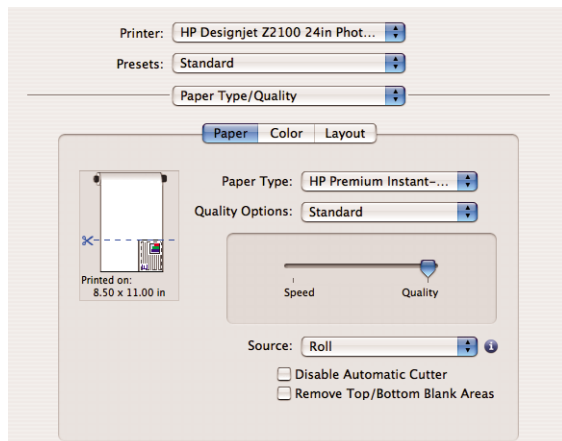 Printer: HP Designjet Z2100 24in Phot...
Presets: Standard
Paper Type/Quality
Paper Color Layout
Paper Type: HP Premium Instant-...
Quality Options: Standard
Printed on:
8.50 x 11.00 in
Speed Quality
Source: Roll
Disable Automatic Cutter
Remove Top/Bottom Blank Areas